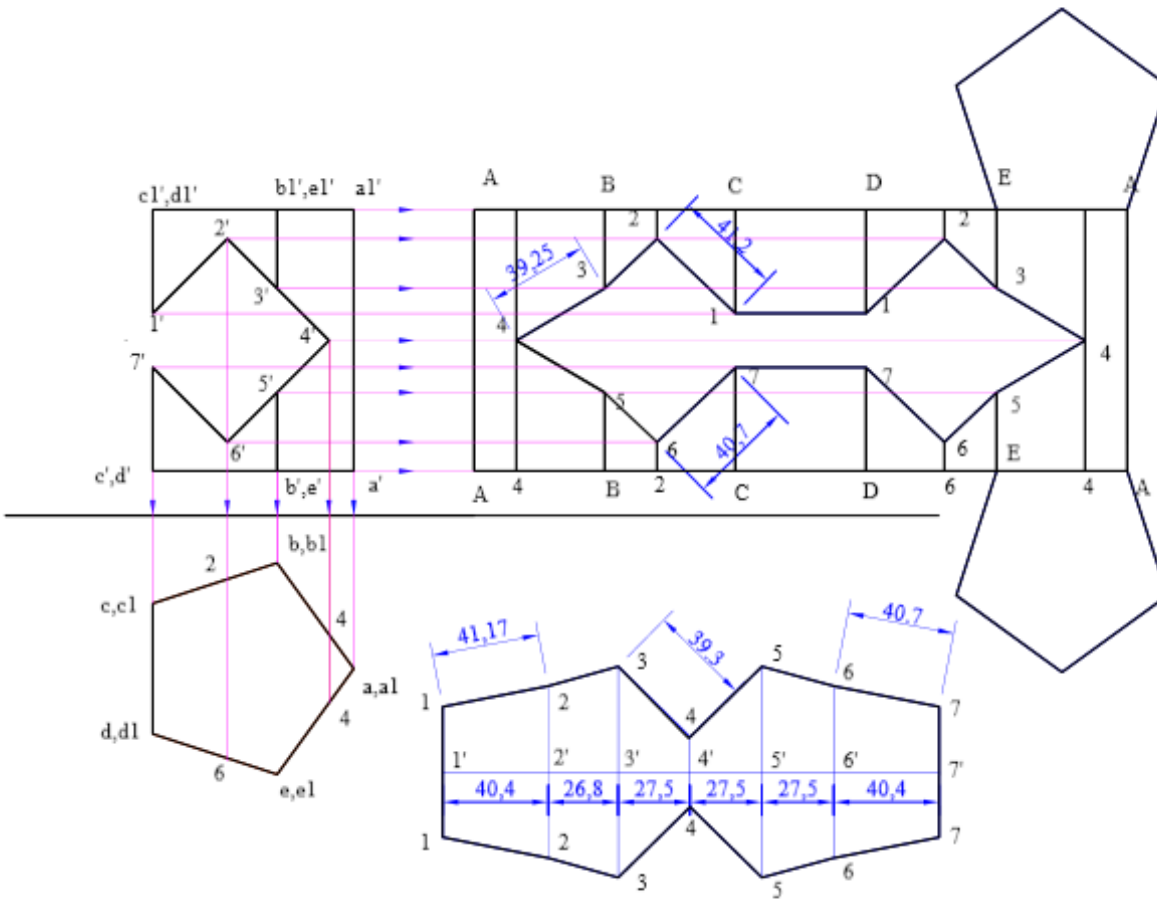 c1',d1' b1',e1' a1' A B C D E A
2' 2 2
41,2
39,25
3' 3 3
1' 4' 4 1 1 4
7' 7 7
5' 5 5
6' 6 6
40,7
c',d' b',e' a' A 4 B 2 C D 6 E 4 A
b,b1
2
c,c1 4
41,17 39,3 40,7
a,a1
d,d1 4
6
e,e1
1 2 3 4 5 6 7
1' 2' 3' 4' 5' 6' 7'
40,4 26,8 27,5 27,5 27,5 40,4
1 2 3 4 5 6 7